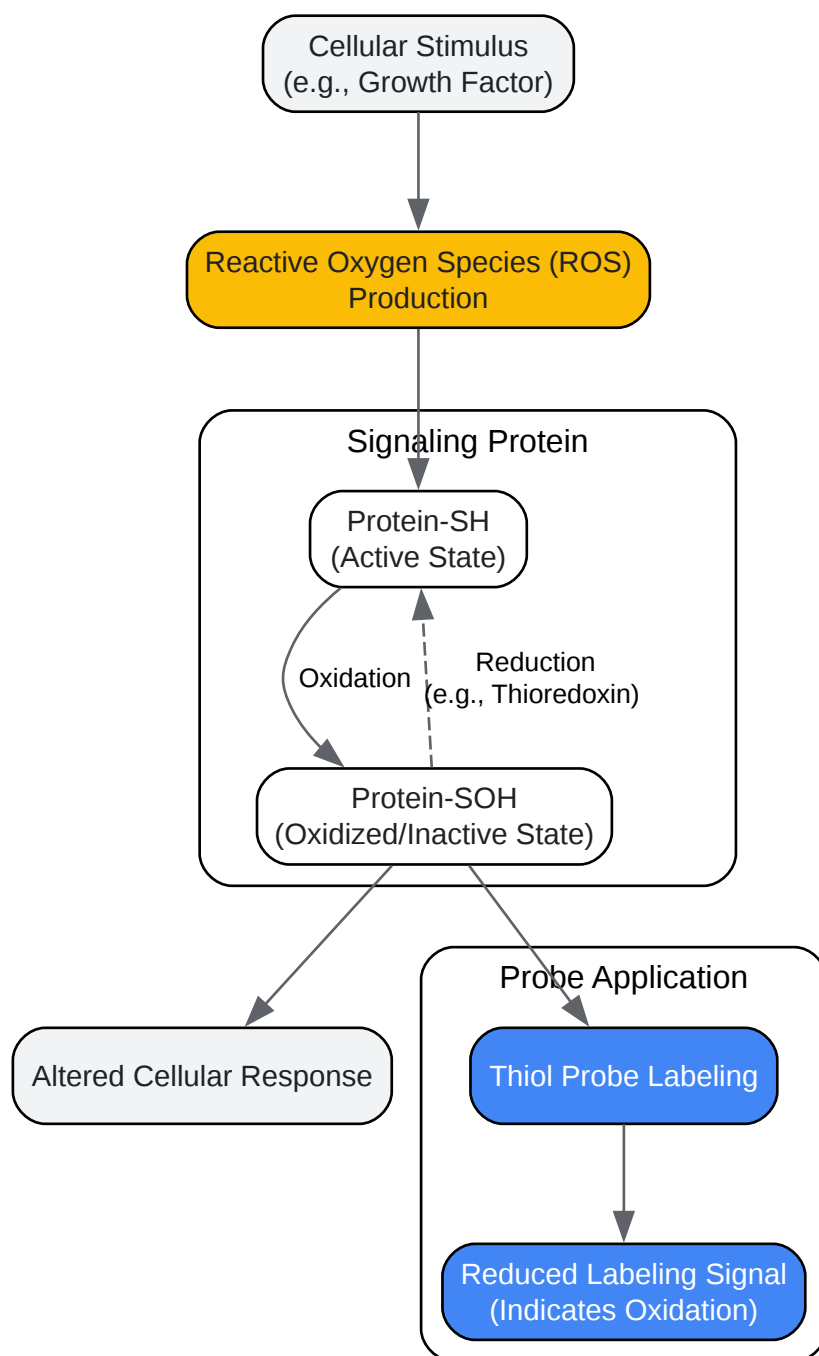 Cellular Stimulus
(e.g., Growth Factor)
Reactive Oxygen Species (ROS)
Production
Signaling Protein
Protein-SH
(Active State)
Oxidation
Reduction
(e.g., Thioredoxin)
Protein-SOH
(Oxidized/Inactive State)
Probe Application
Altered Cellular Response
Thiol Probe Labeling
Reduced Labeling Signal
(Indicates Oxidation)